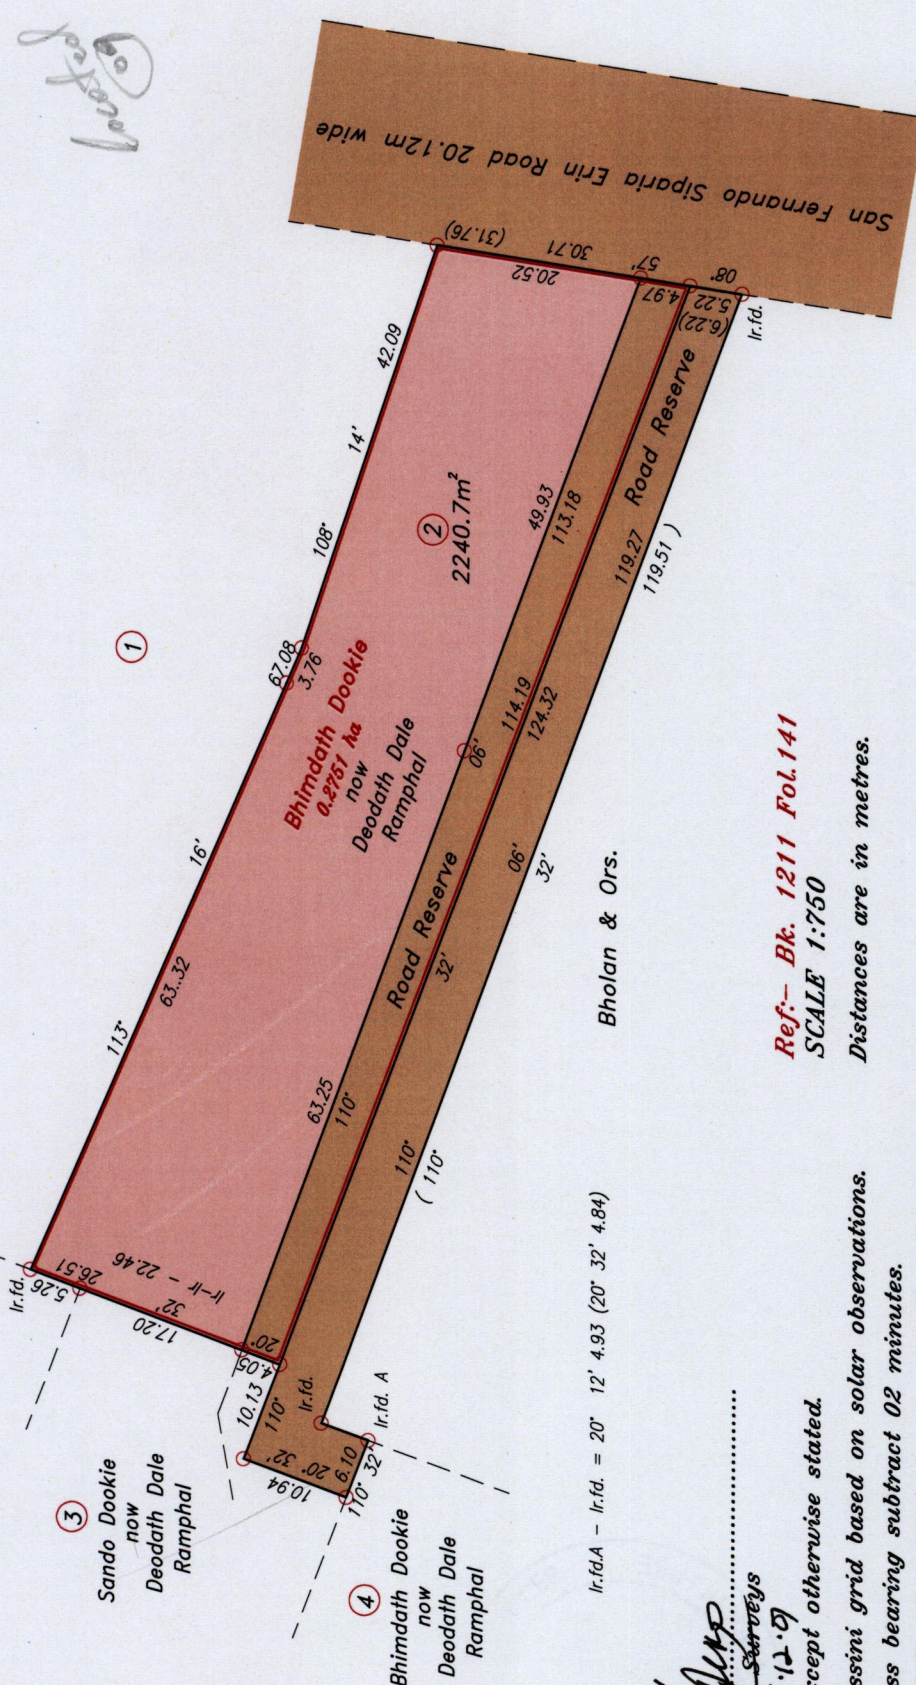 San Fernando Siparia Erin Road 20.12m wide
(31.76)
30.71
20.52
57'
4.97
08°
5.22
(6.22)
Ir.fd.
42.09
14'
108°
1
67.08
3.76
2
2240.7m²
Bhimdath Dookie
0.2751 ha
now
Deodath Dale
Ramphal
49.93
113.18
Road Reserve
119.27
119.51 )
16'
63..32
113°
06'
114.19
124.32
Road Reserve
32'
06'
32'
63.25
110°
110°
( 110°
Bholan & Ors.
Ir.fd.
5.26
26.51
Ir-Ir - 22.46
32'
17.20
20°
4.05
10.13
110°
Ir.fd.
Ir.fd. A
10.94
20° 32'
6.10
110° 32'
3
Sando Dookie
now
Deodath Dale
Ramphal
4
Bhimdath Dookie
now
Deodath Dale
Ramphal
Ir.fd.A - Ir.fd. = 20° 12' 4.93 (20° 32' 4.84)
Ref:- Bk. 1211 Fol.141
SCALE 1:750
Distances are in metres.
Surveys
cept otherwise stated.
ssini grid based on solar observations.
ss bearing subtract 02 minutes.